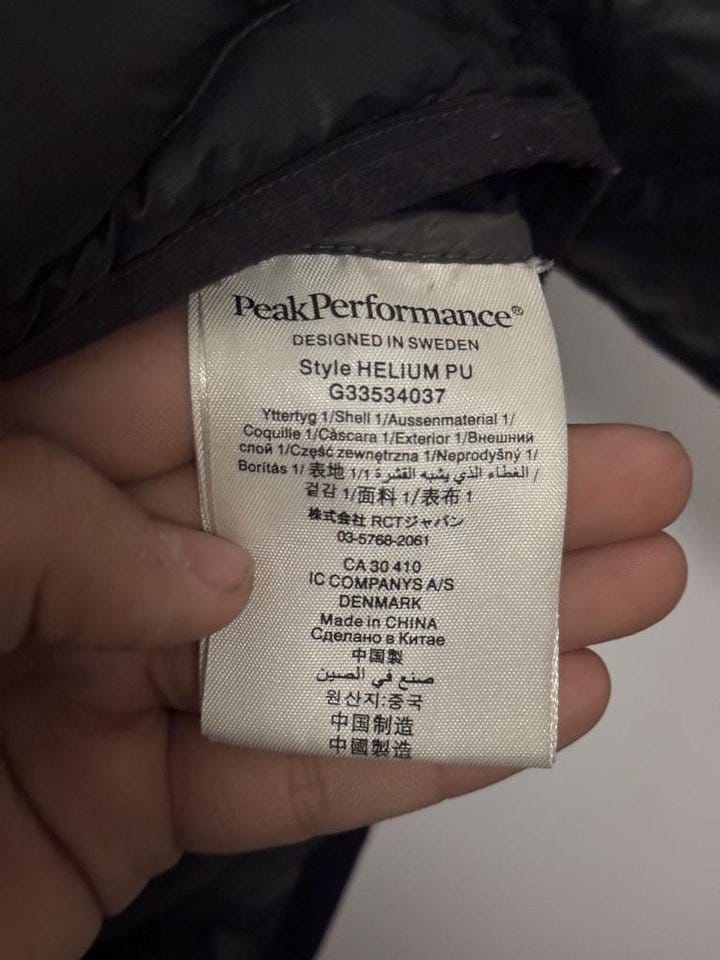 PeakPerformance®
DESIGNED IN SWEDEN
Style HELIUM PU
G33534037
Yttertyg 1/Shell 1/Aussenmaterial 1/
Coquille 1/Càscara 1/Exterior 1/Внешний
слой 1/Część zewnętrzna 1/Neprodyšný 1/
Borítás 1/ 表地 1/1 الغطاء الذي يشبه القشرة /
겉감 1/面料 1/表布 1
株式会社 RCTジャパン
03-5768-2061
CA 30 410
IC COMPANYS A/S
DENMARK
Made in CHINA
Сделано в Китае
中国製
صنع في الصين
원산지:중국
中国制造
中國製造